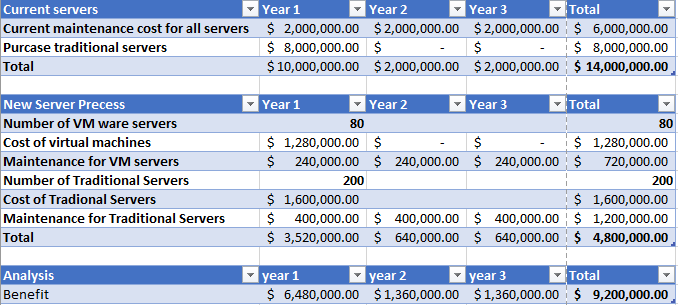 Current servers Year 1 Year 2 Year 3 Total
Current maintenance cost for all servers $ 2,000,000.00 $ 2,000,000.00 $ 2,000,000.00 $ 6,000,000.00
Purcase traditional servers $ 8,000,000.00 $ - $ - $ 8,000,000.00
Total $ 10,000,000.00 $ 2,000,000.00 $ 2,000,000.00 $ 14,000,000.00
New Server Precess Year 1 Year 2 Year 3 Total
Number of VM ware servers 80 80
Cost of virtual machines $ 1,280,000.00 $ - $ - $ 1,280,000.00
Maintenance for VM servers $ 240,000.00 $ 240,000.00 $ 240,000.00 $ 720,000.00
Number of Traditional Servers 200 200
Cost of Tradional Servers $ 1,600,000.00 $ 1,600,000.00
Maintenance for Traditional Servers $ 400,000.00 $ 400,000.00 $ 400,000.00 $ 1,200,000.00
Total $ 3,520,000.00 $ 640,000.00 $ 640,000.00 $ 4,800,000.00
Analysis year 1 year 2 year 3 Total
Benefit $ 6,480,000.00 $ 1,360,000.00 $ 1,360,000.00 $ 9,200,000.00